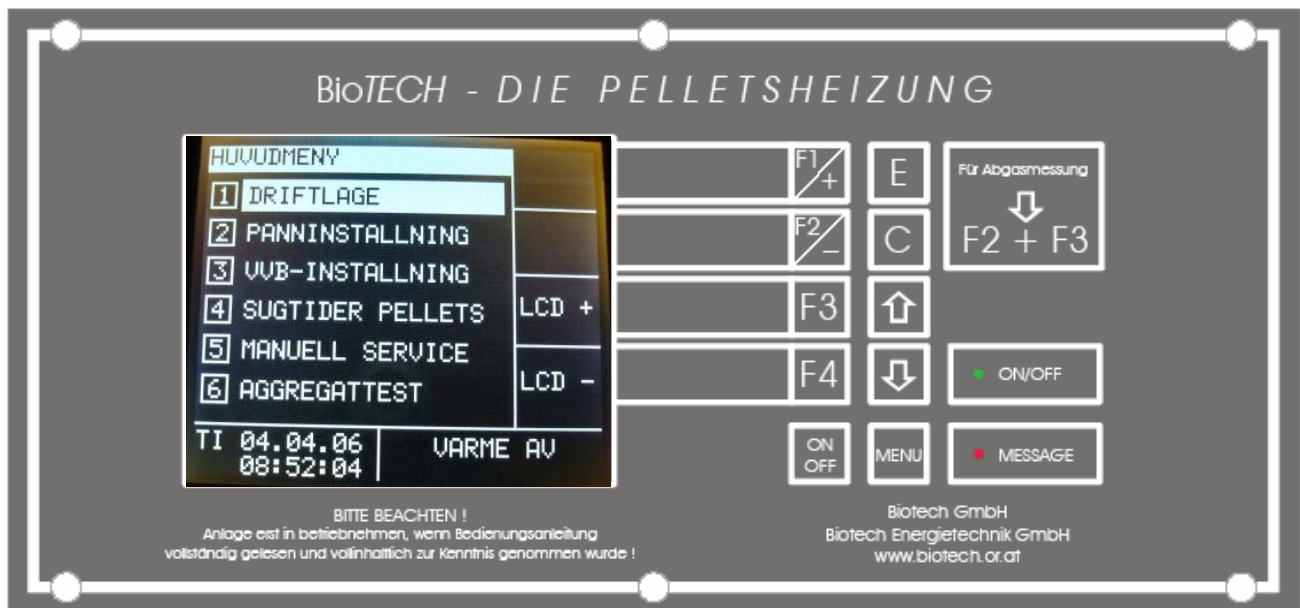 BioTECH - DIE PELLETSHEIZUNG
HUVUDMENY
1 DRIFTLAGE
2 PANNINSTALLNING
3 VVB-INSTALLNING
4 SUGTIDER PELLETS
5 MANUELL SERVICE
6 AGGREGATTEST
LCD +
LCD -
TI 04.04.06
08:52:04
VARME AV
F1/+
F2/-
F3
F4
ON
OFF
E
C
MENU
Für Abgasmessung
F2 + F3
ON/OFF
MESSAGE
BITTE BEACHTEN !
Anlage erst in betriebnehmen, wenn Bedienungsanleitung
vollständig gelesen und vollinhaltlich zur Kenntnis genommen wurde !
Biotech GmbH
Biotech Energietechnik GmbH
www.biotech.or.at